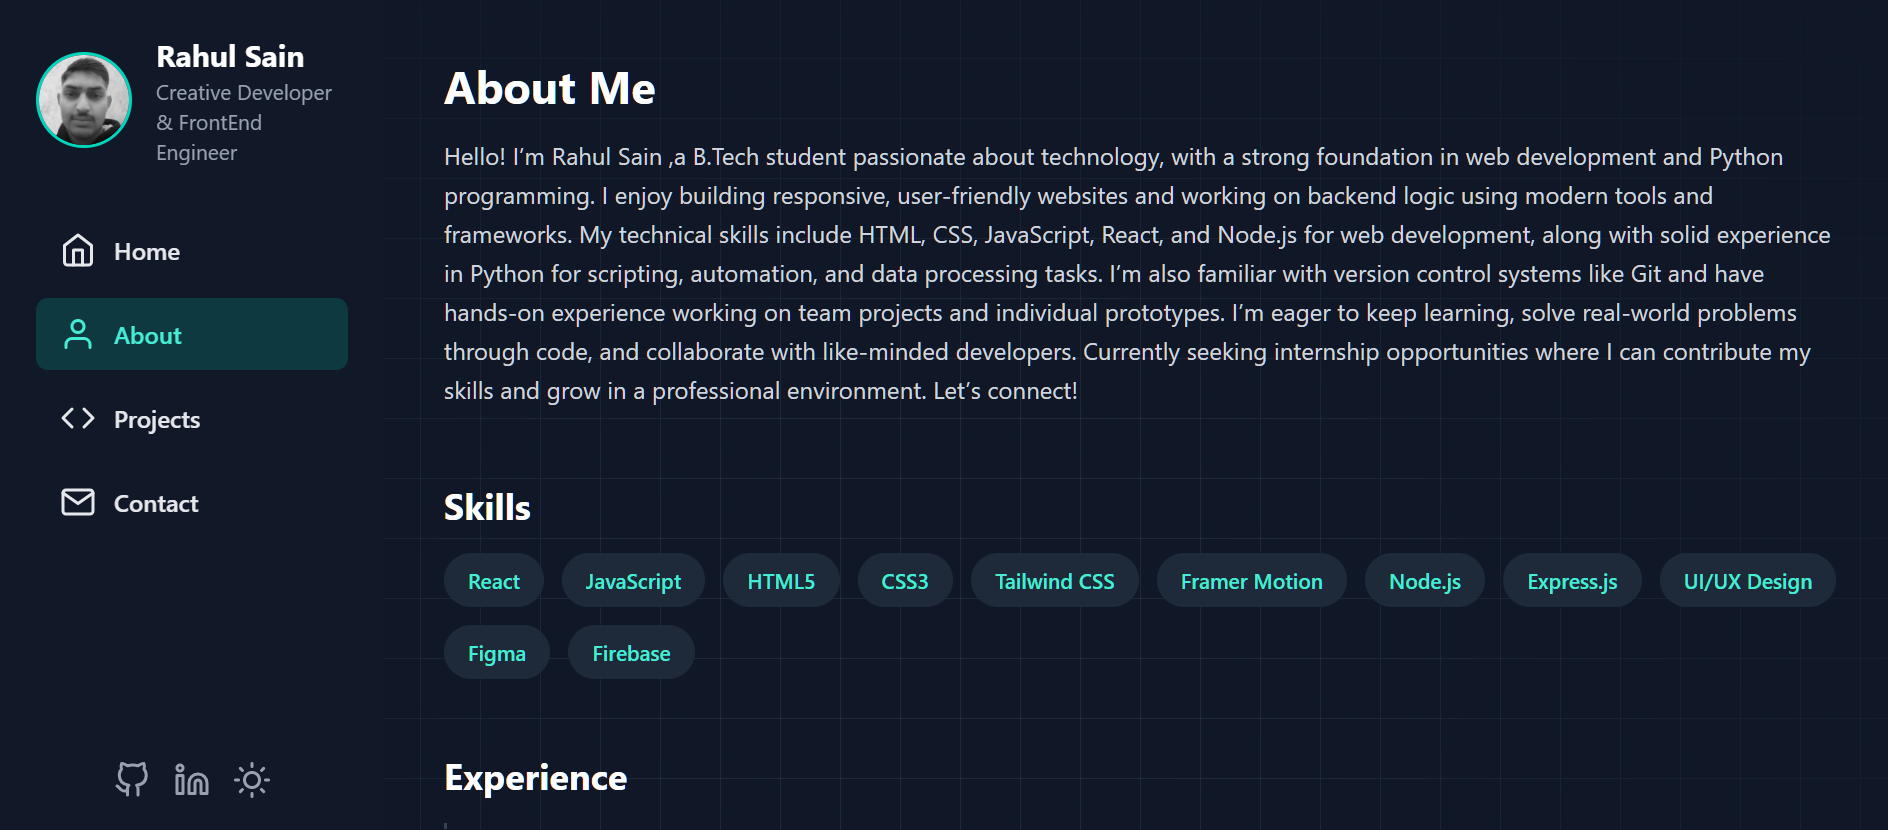 Rahul Sain
Creative Developer
& FrontEnd
Engineer
Home
About
Projects
Contact
About Me
Hello! I’m Rahul Sain ,a B.Tech student passionate about technology, with a strong foundation in web development and Python
programming. I enjoy building responsive, user-friendly websites and working on backend logic using modern tools and
frameworks. My technical skills include HTML, CSS, JavaScript, React, and Node.js for web development, along with solid experience
in Python for scripting, automation, and data processing tasks. I’m also familiar with version control systems like Git and have
hands-on experience working on team projects and individual prototypes. I’m eager to keep learning, solve real-world problems
through code, and collaborate with like-minded developers. Currently seeking internship opportunities where I can contribute my
skills and grow in a professional environment. Let’s connect!
Skills
React JavaScript HTML5 CSS3 Tailwind CSS Framer Motion Node.js Express.js UI/UX Design
Figma Firebase
Experience